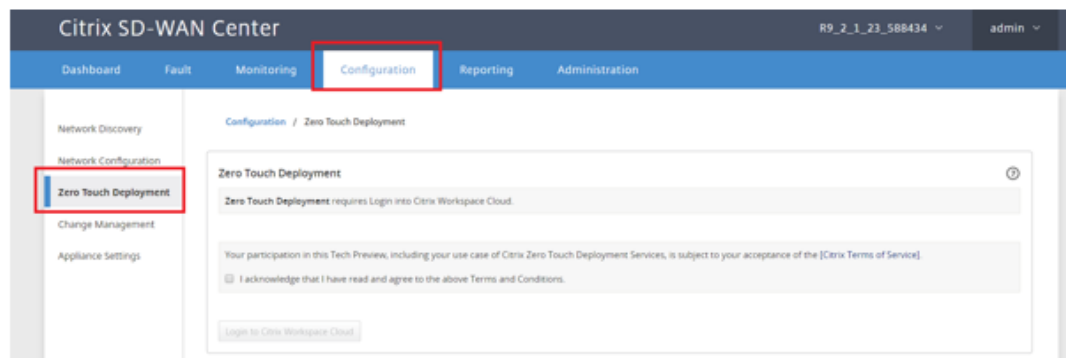 Citrix SD-WAN Center
R9_2_1_23_588434
admin
Dashboard Fault Monitoring Configuration Reporting Administration
Network Discovery
Network Configuration
Zero Touch Deployment
Change Management
Appliance Settings
Configuration / Zero Touch Deployment
Zero Touch Deployment
Zero Touch Deployment requires Login into Citrix Workspace Cloud.
Your participation in this Tech Preview, including your use case of Citrix Zero Touch Deployment Services, is subject to your acceptance of the [Citrix Terms of Service].
I acknowledge that I have read and agree to the above Terms and Conditions.
Login to Citrix Workspace Cloud